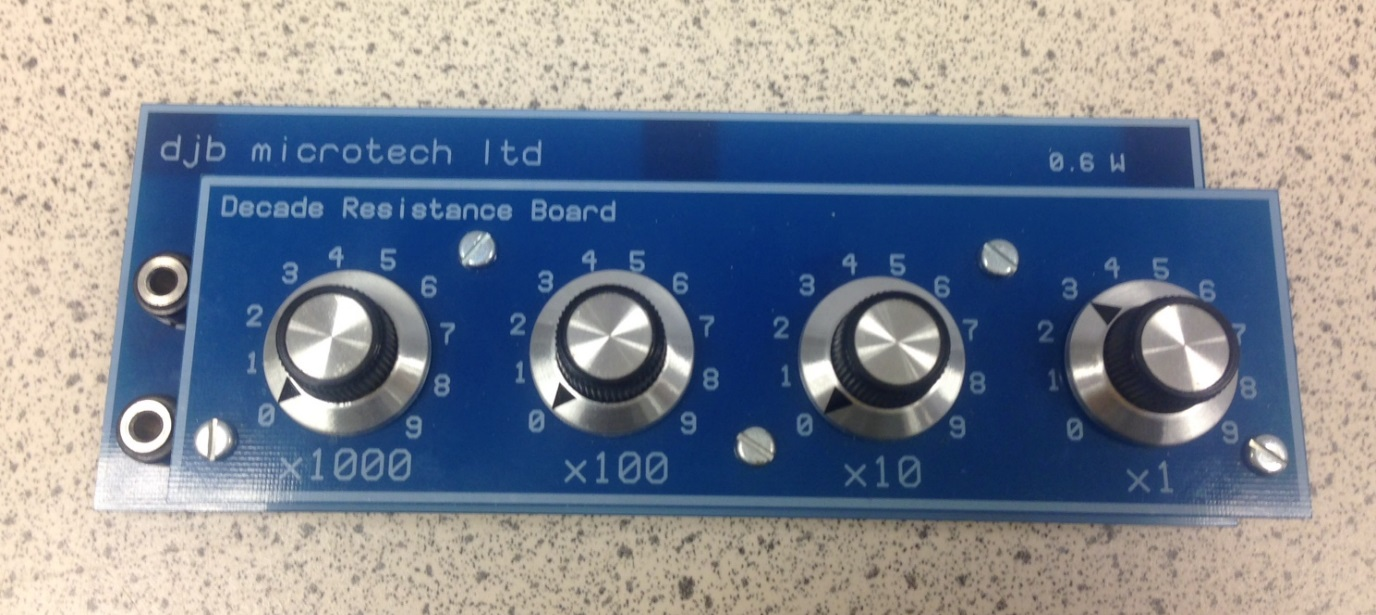 djb microtech ltd
0.6 W
Decade Resistance Board
0 1 2 3 4 5 6 7 8 9
x1000
0 1 2 3 4 5 6 7 8 9
x100
0 1 2 3 4 5 6 7 8 9
x10
0 1 2 3 4 5 6 7 8 9
x1